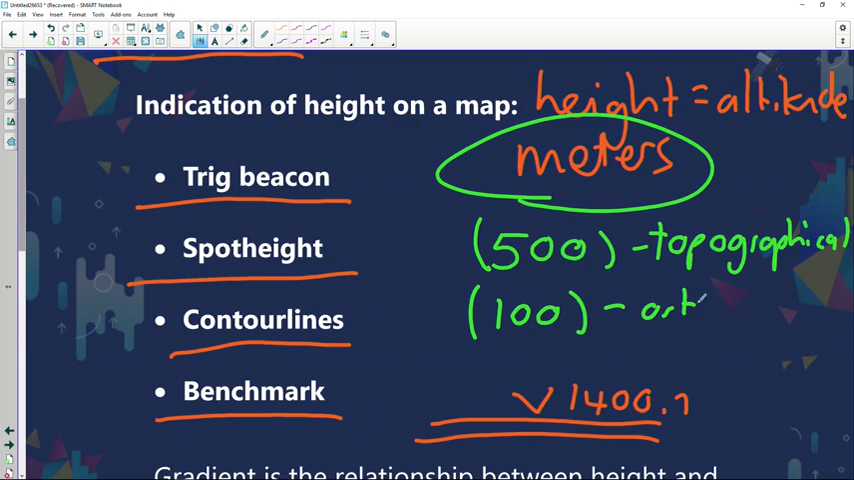 Untitled26653 * (Recovered) - SMART Notebook
File Edit View Insert Format Tools Add-ons Account Help
Indication of height on a map: height = altitude
meters
• Trig beacon
• Spotheight
(500) - topographical
• Contourlines
(100) - ort
• Benchmark
√ 1400.7
Gradient is the relationship between height and